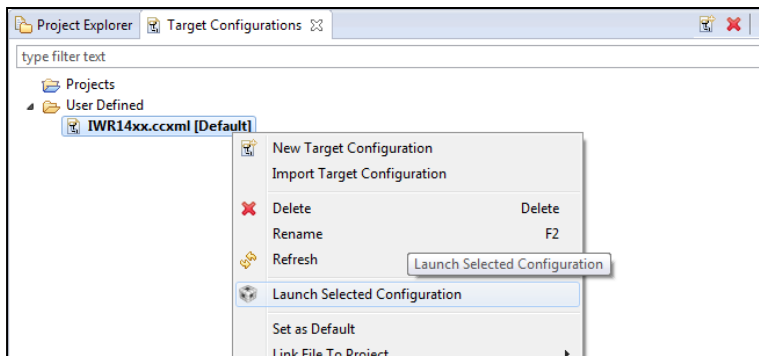 Project Explorer Target Configurations
type filter text
Projects
User Defined
IWR14xx.ccxml [Default]
New Target Configuration
Import Target Configuration
Delete Delete
Rename F2
Refresh
Launch Selected Configuration
Launch Selected Configuration
Set as Default
Link File To Project